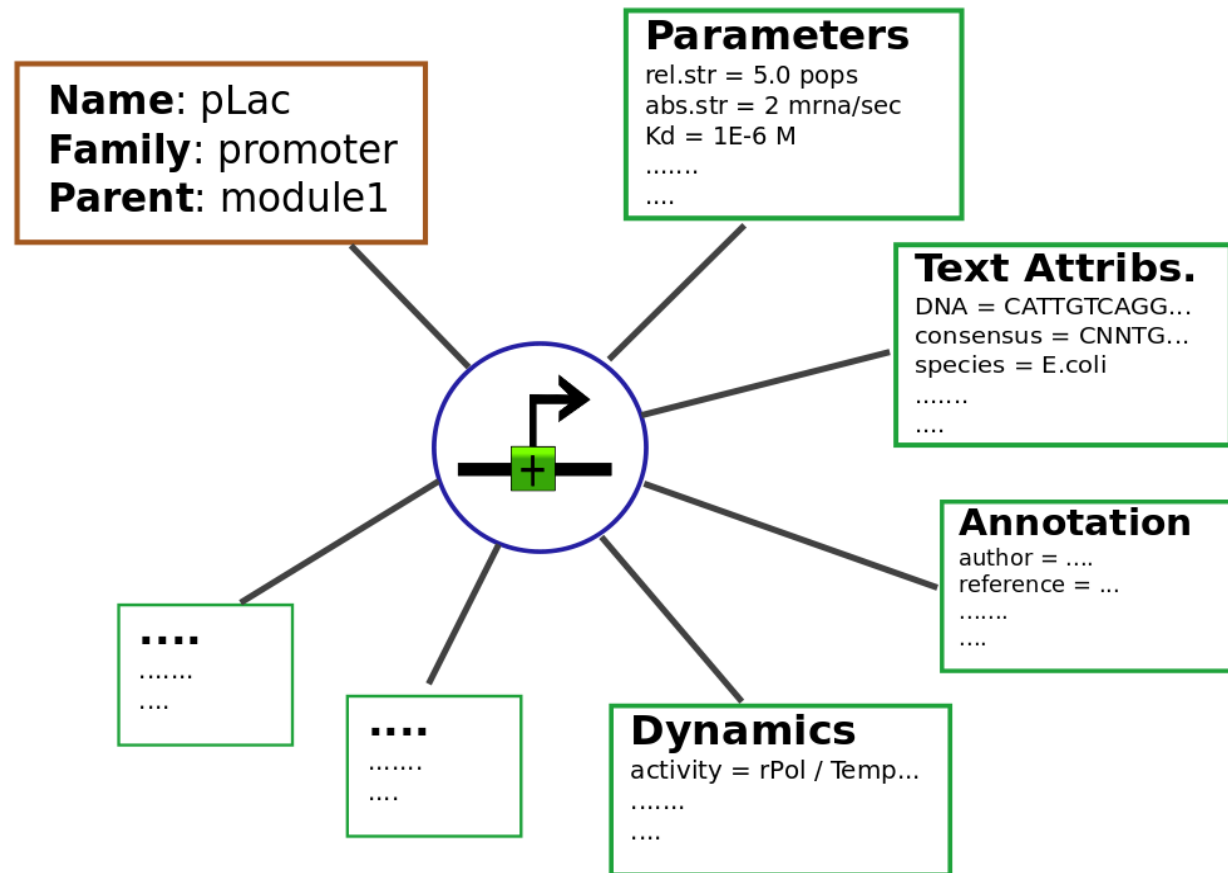 Name: pLac
Family: promoter
Parent: module1
Parameters
rel.str = 5.0 pops
abs.str = 2 mrna/sec
Kd = 1E-6 M
.......
....
Text Attribs.
DNA = CATTGTCAGG...
consensus = CNNTG...
species = E.coli
.......
....
+
Annotation
author = ....
reference = ...
.......
....
....
.......
....
....
.......
....
Dynamics
activity = rPol / Temp...
.......
....